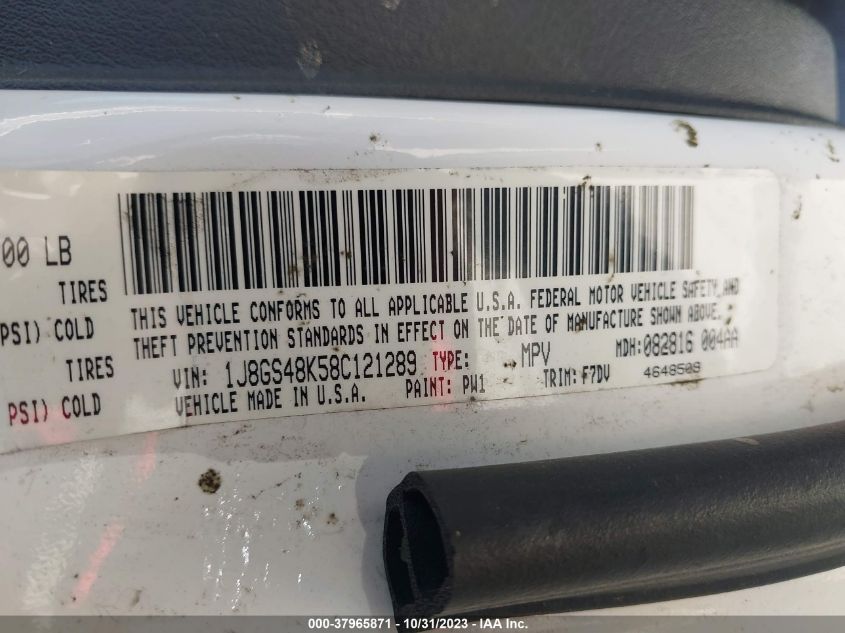 00 LB
TIRES
PSI) COLD
TIRES
PSI) COLD
THIS VEHICLE CONFORMS TO ALL APPLICABLE U.S.A. FEDERAL MOTOR VEHICLE SAFETY AND
THEFT PREVENTION STANDARDS IN EFFECT ON THE DATE OF MANUFACTURE SHOWN ABOVE.
VIN: 1J8GS48K58C121289 TYPE: MPV MDH: 082816 004AA
VEHICLE MADE IN U.S.A. PAINT: PW1 TRIM: F7DV 4648509
000-37965871 - 10/31/2023 - IAA Inc.